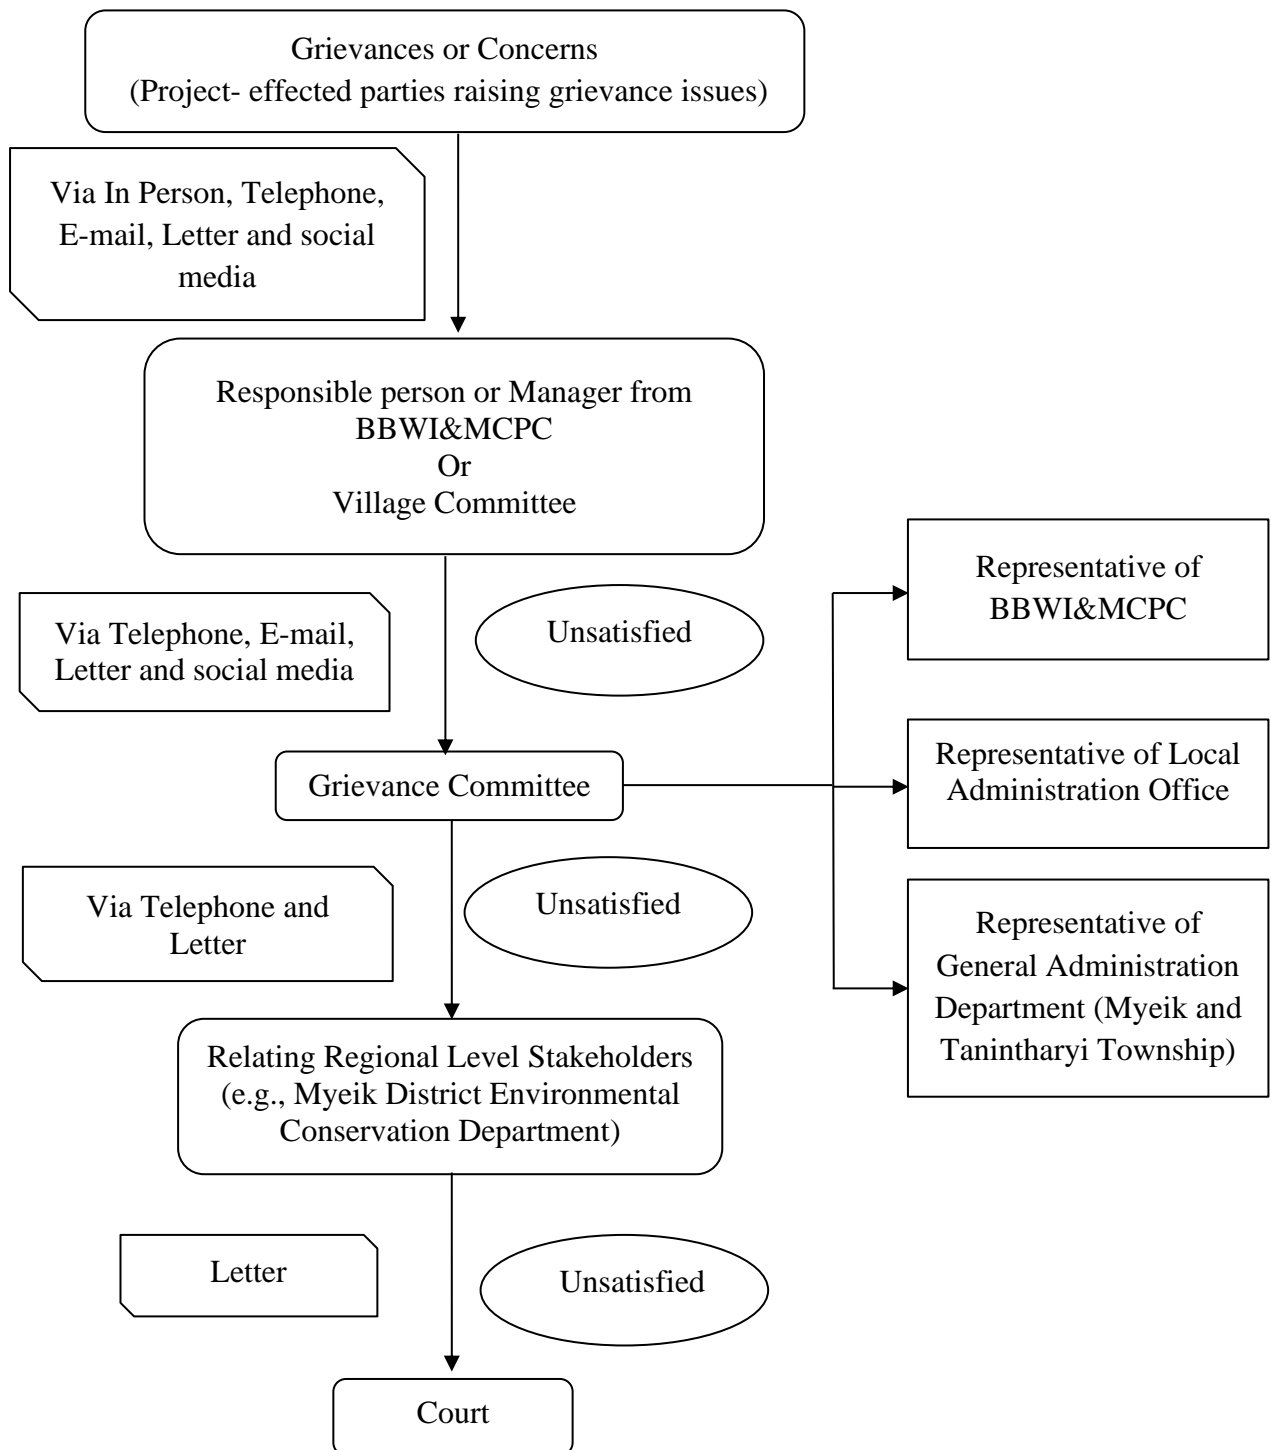 Grievances or Concerns
(Project- effected parties raising grievance issues)
Via In Person, Telephone,
E-mail, Letter and social
media
Responsible person or Manager from
BBWI&MCPC
Or
Village Committee
Via Telephone, E-mail,
Letter and social media
Unsatisfied
Grievance Committee
Representative of
BBWI&MCPC
Representative of Local
Administration Office
Representative of
General Administration
Department (Myeik and
Tanintharyi Township)
Via Telephone and
Letter
Unsatisfied
Relating Regional Level Stakeholders
(e.g., Myeik District Environmental
Conservation Department)
Letter
Unsatisfied
Court